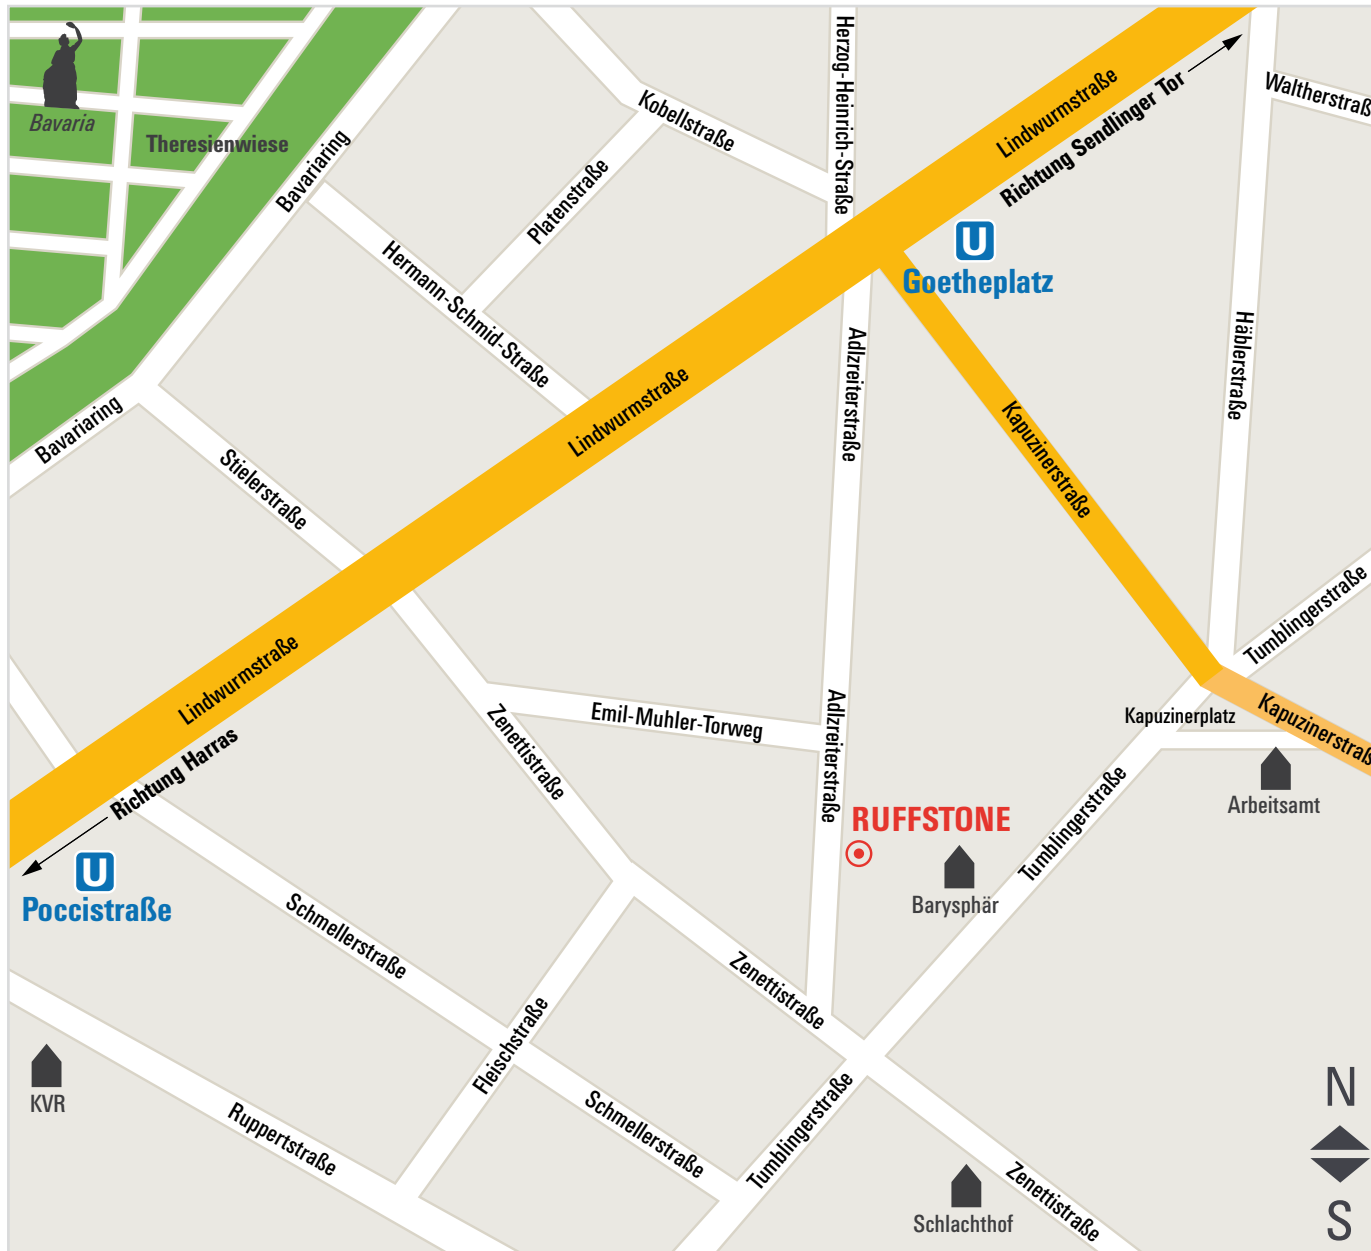 Herzog-Heinrich-Straße
Lindwurmstraße
Richtung Sendlinger Tor
Waltherstraß
Kobellstraße
Bavaria
Theresienwiese
Bavariaring
Platenstraße
Hermann-Schmid-Straße
U
Goetheplatz
Adlzreiterstraße
Häblerstraße
Lindwurmstraße
Kapuzinerstraße
Bavariaring
Stielerstraße
Tumblingerstraße
Lindwurmstraße
Richtung Harras
Zenettistraße
Emil-Muhler-Torweg
Adlzreiterstraße
Kapuzinerplatz
Kapuzinerstraß
Arbeitsamt
Tumblingerstraße
RUFFSTONE
Barysphär
U
Poccistraße
Schmellerstraße
Zenettistraße
Fleischstraße
KVR
Ruppertstraße
Schmellerstraße
Tumblingerstraße
Zenettistraße
Schlachthof
N
S